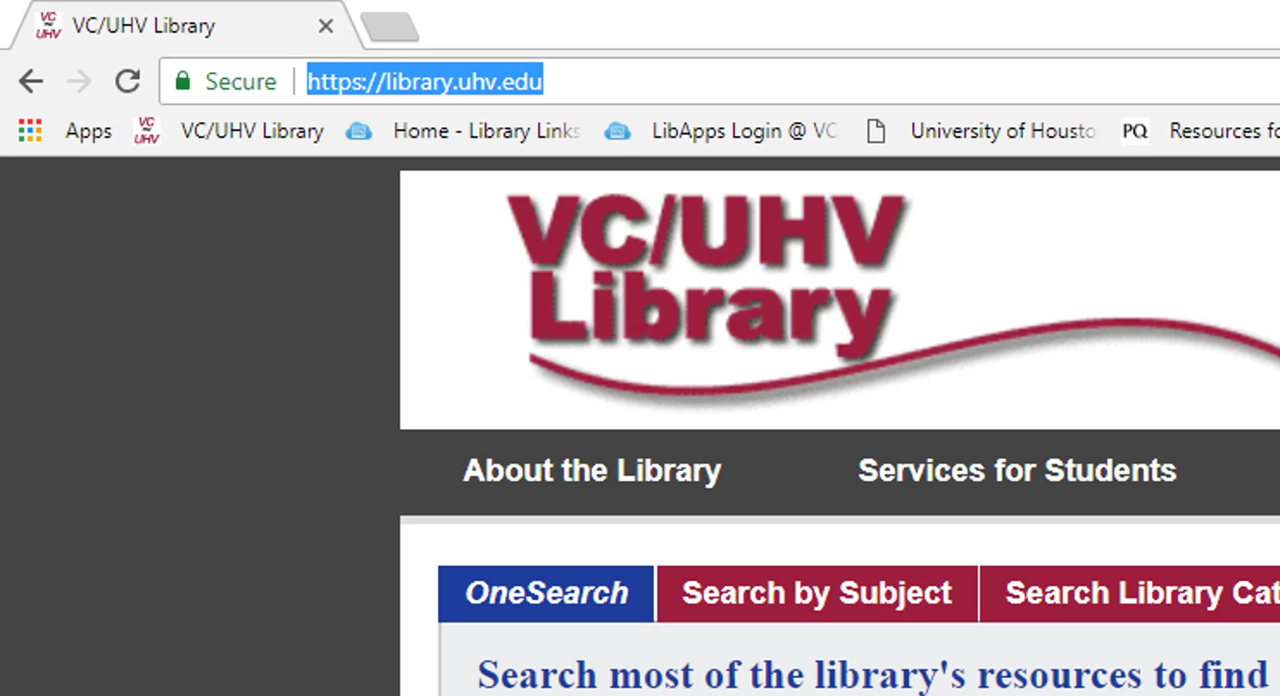 VC/UHV Library
Secure | https://library.uhv.edu
Apps VC/UHV VC/UHV Library Home - Library Links LibApps Login @ VC University of Housto PQ Resources fo
VC/UHV
Library
About the Library Services for Students
OneSearch Search by Subject Search Library Cat
Search most of the library's resources to find